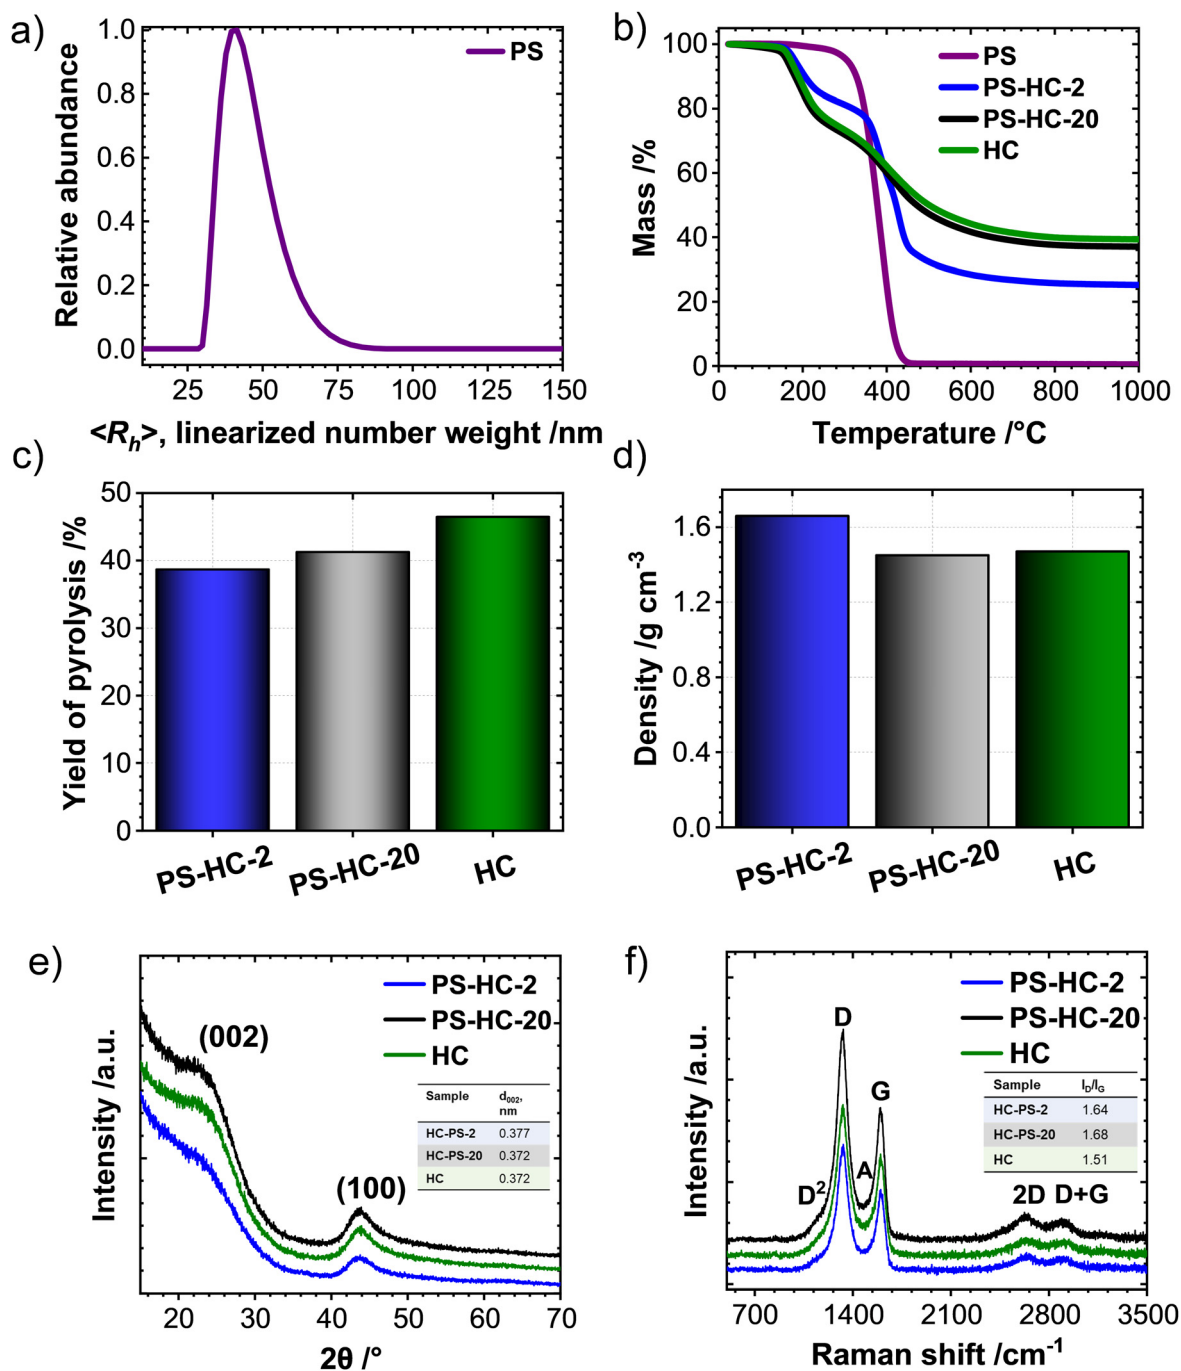 a)
1.0
0.8
0.6
0.4
0.2
0.0
Relative abundance
PS
25 50 75 100 125 150
<Rₕ>, linearized number weight /nm
b)
100
80
60
40
20
0
Mass /%
PS
PS-HC-2
PS-HC-20
HC
0 200 400 600 800 1000
Temperature /°C
c)
50
40
30
20
10
0
Yield of pyrolysis /%
PS-HC-2 PS-HC-20 HC
d)
1.6
1.2
0.8
0.4
0.0
Density /g cm⁻³
PS-HC-2 PS-HC-20 HC
e)
Intensity /a.u.
PS-HC-2
PS-HC-20
HC
(002)
(100)
Sample d₀₀₂,
nm
HC-PS-2 0.377
HC-PS-20 0.372
HC 0.372
20 30 40 50 60 70
2θ /°
f)
Intensity /a.u.
PS-HC-2
PS-HC-20
HC
D
G
A
D²
2D D+G
Sample I_D/I_G
HC-PS-2 1.64
HC-PS-20 1.68
HC 1.51
700 1400 2100 2800 3500
Raman shift /cm⁻¹